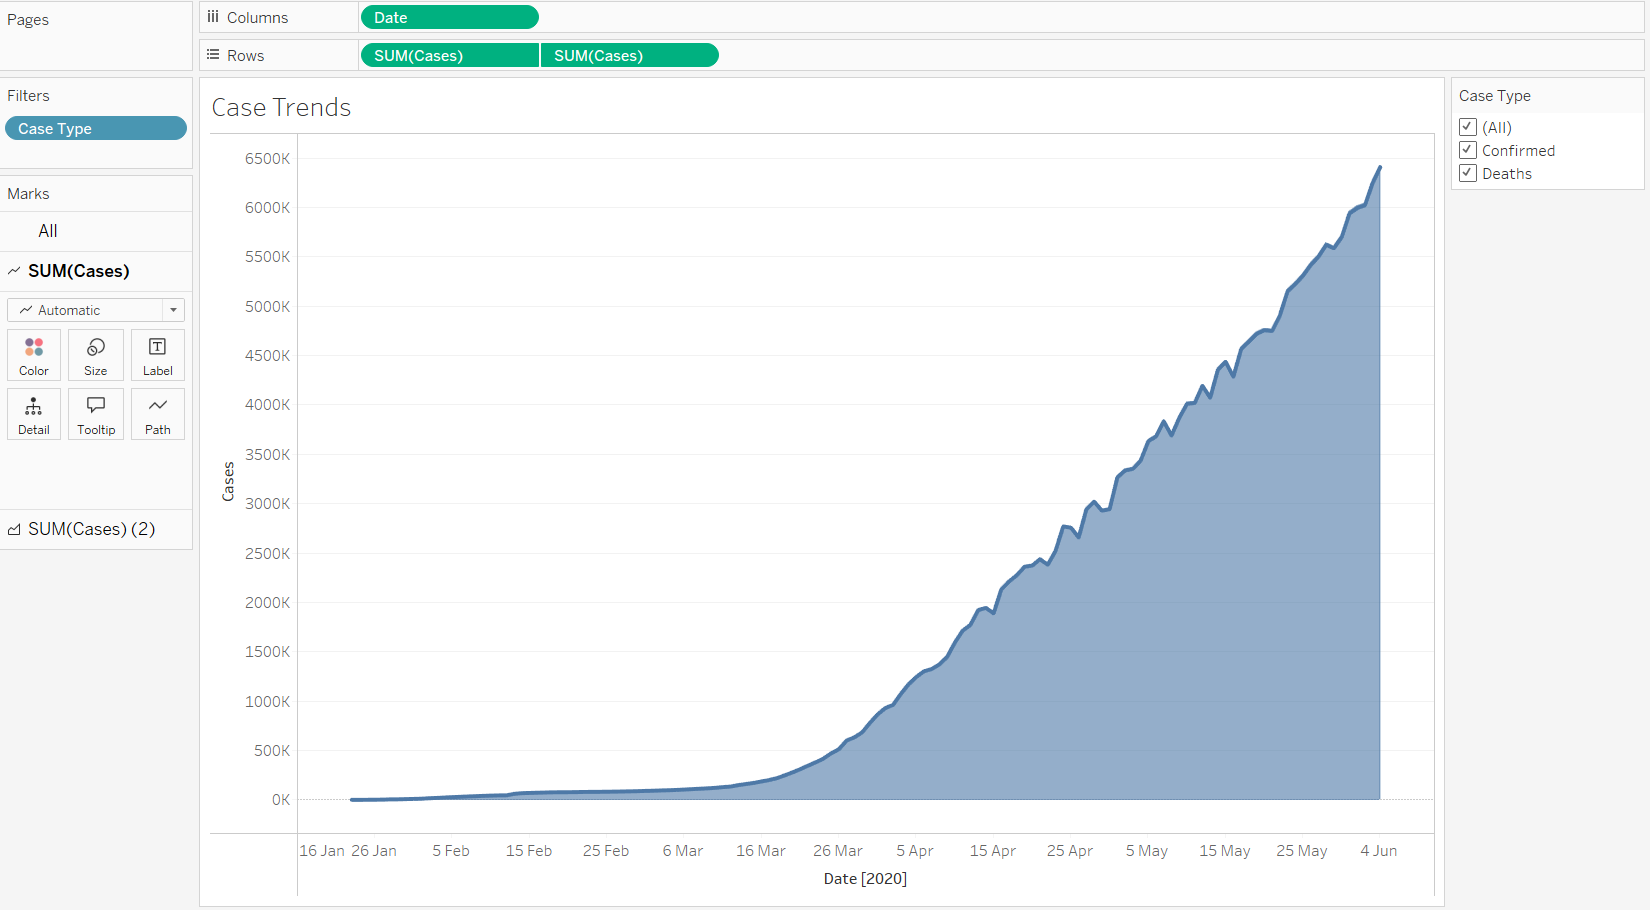 Pages
Columns
Date
Rows
SUM(Cases)
SUM(Cases)
Filters
Case Type
Marks
All
SUM(Cases)
Automatic
Color
Size
Label
Detail
Tooltip
Path
SUM(Cases) (2)
Case Trends
6500K
6000K
5500K
5000K
4500K
4000K
3500K
3000K
2500K
2000K
1500K
1000K
500K
0K
Cases
16 Jan 26 Jan 5 Feb 15 Feb 25 Feb 6 Mar 16 Mar 26 Mar 5 Apr 15 Apr 25 Apr 5 May 15 May 25 May 4 Jun
Date [2020]
Case Type
(All)
Confirmed
Deaths